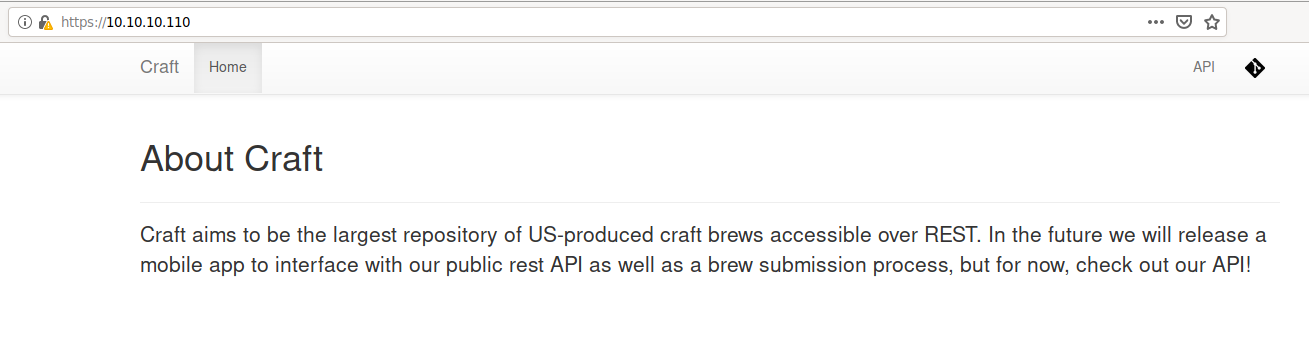 https://10.10.10.110
Craft Home API
About Craft
Craft aims to be the largest repository of US-produced craft brews accessible over REST. In the future we will release a
mobile app to interface with our public rest API as well as a brew submission process, but for now, check out our API!